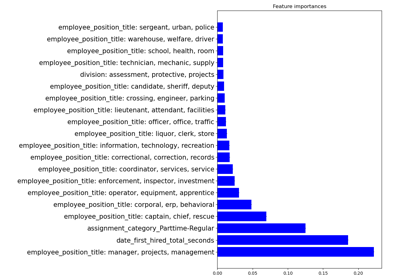 Feature importances
employee_position_title: sergeant, urban, police
employee_position_title: warehouse, welfare, driver
employee_position_title: school, health, room
employee_position_title: technician, mechanic, supply
division: assessment, protective, projects
employee_position_title: candidate, sheriff, deputy
employee_position_title: crossing, engineer, parking
employee_position_title: lieutenant, attendant, facilities
employee_position_title: officer, office, traffic
employee_position_title: liquor, clerk, store
employee_position_title: information, technology, recreation
employee_position_title: correctional, correction, records
employee_position_title: coordinator, services, service
employee_position_title: enforcement, inspector, investment
employee_position_title: operator, equipment, apprentice
employee_position_title: corporal, erp, behavioral
employee_position_title: captain, chief, rescue
assignment_category_Parttime-Regular
date_first_hired_total_seconds
employee_position_title: manager, projects, management
0.00 0.05 0.10 0.15 0.20